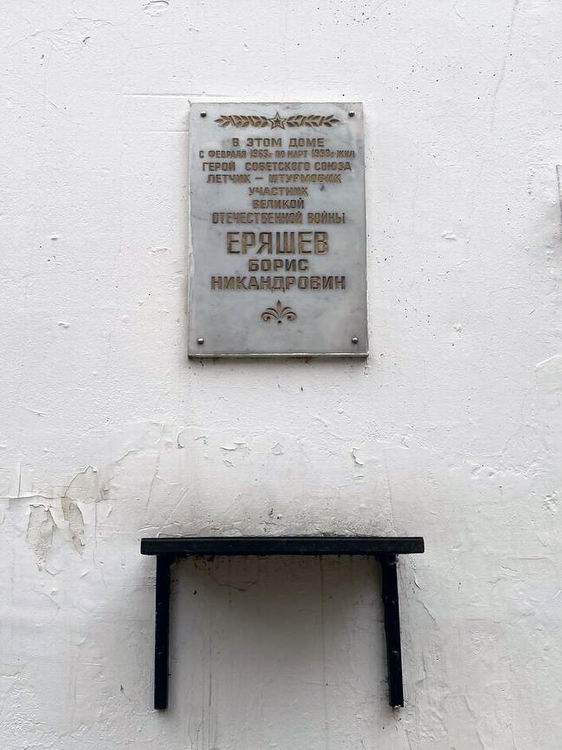 В ЭТОМ ДОМЕ
С ФЕВРАЛЯ 1963г ПО МАРТ 1993г ЖИЛ
ГЕРОЙ СОВЕТСКОГО СОЮЗА
ЛЕТЧИК – ШТУРМОВИК
УЧАСТНИК
ВЕЛИКОЙ
ОТЕЧЕСТВЕННОЙ ВОЙНЫ
ЕРЯШЕВ
БОРИС
НИКАНДРОВИЧ